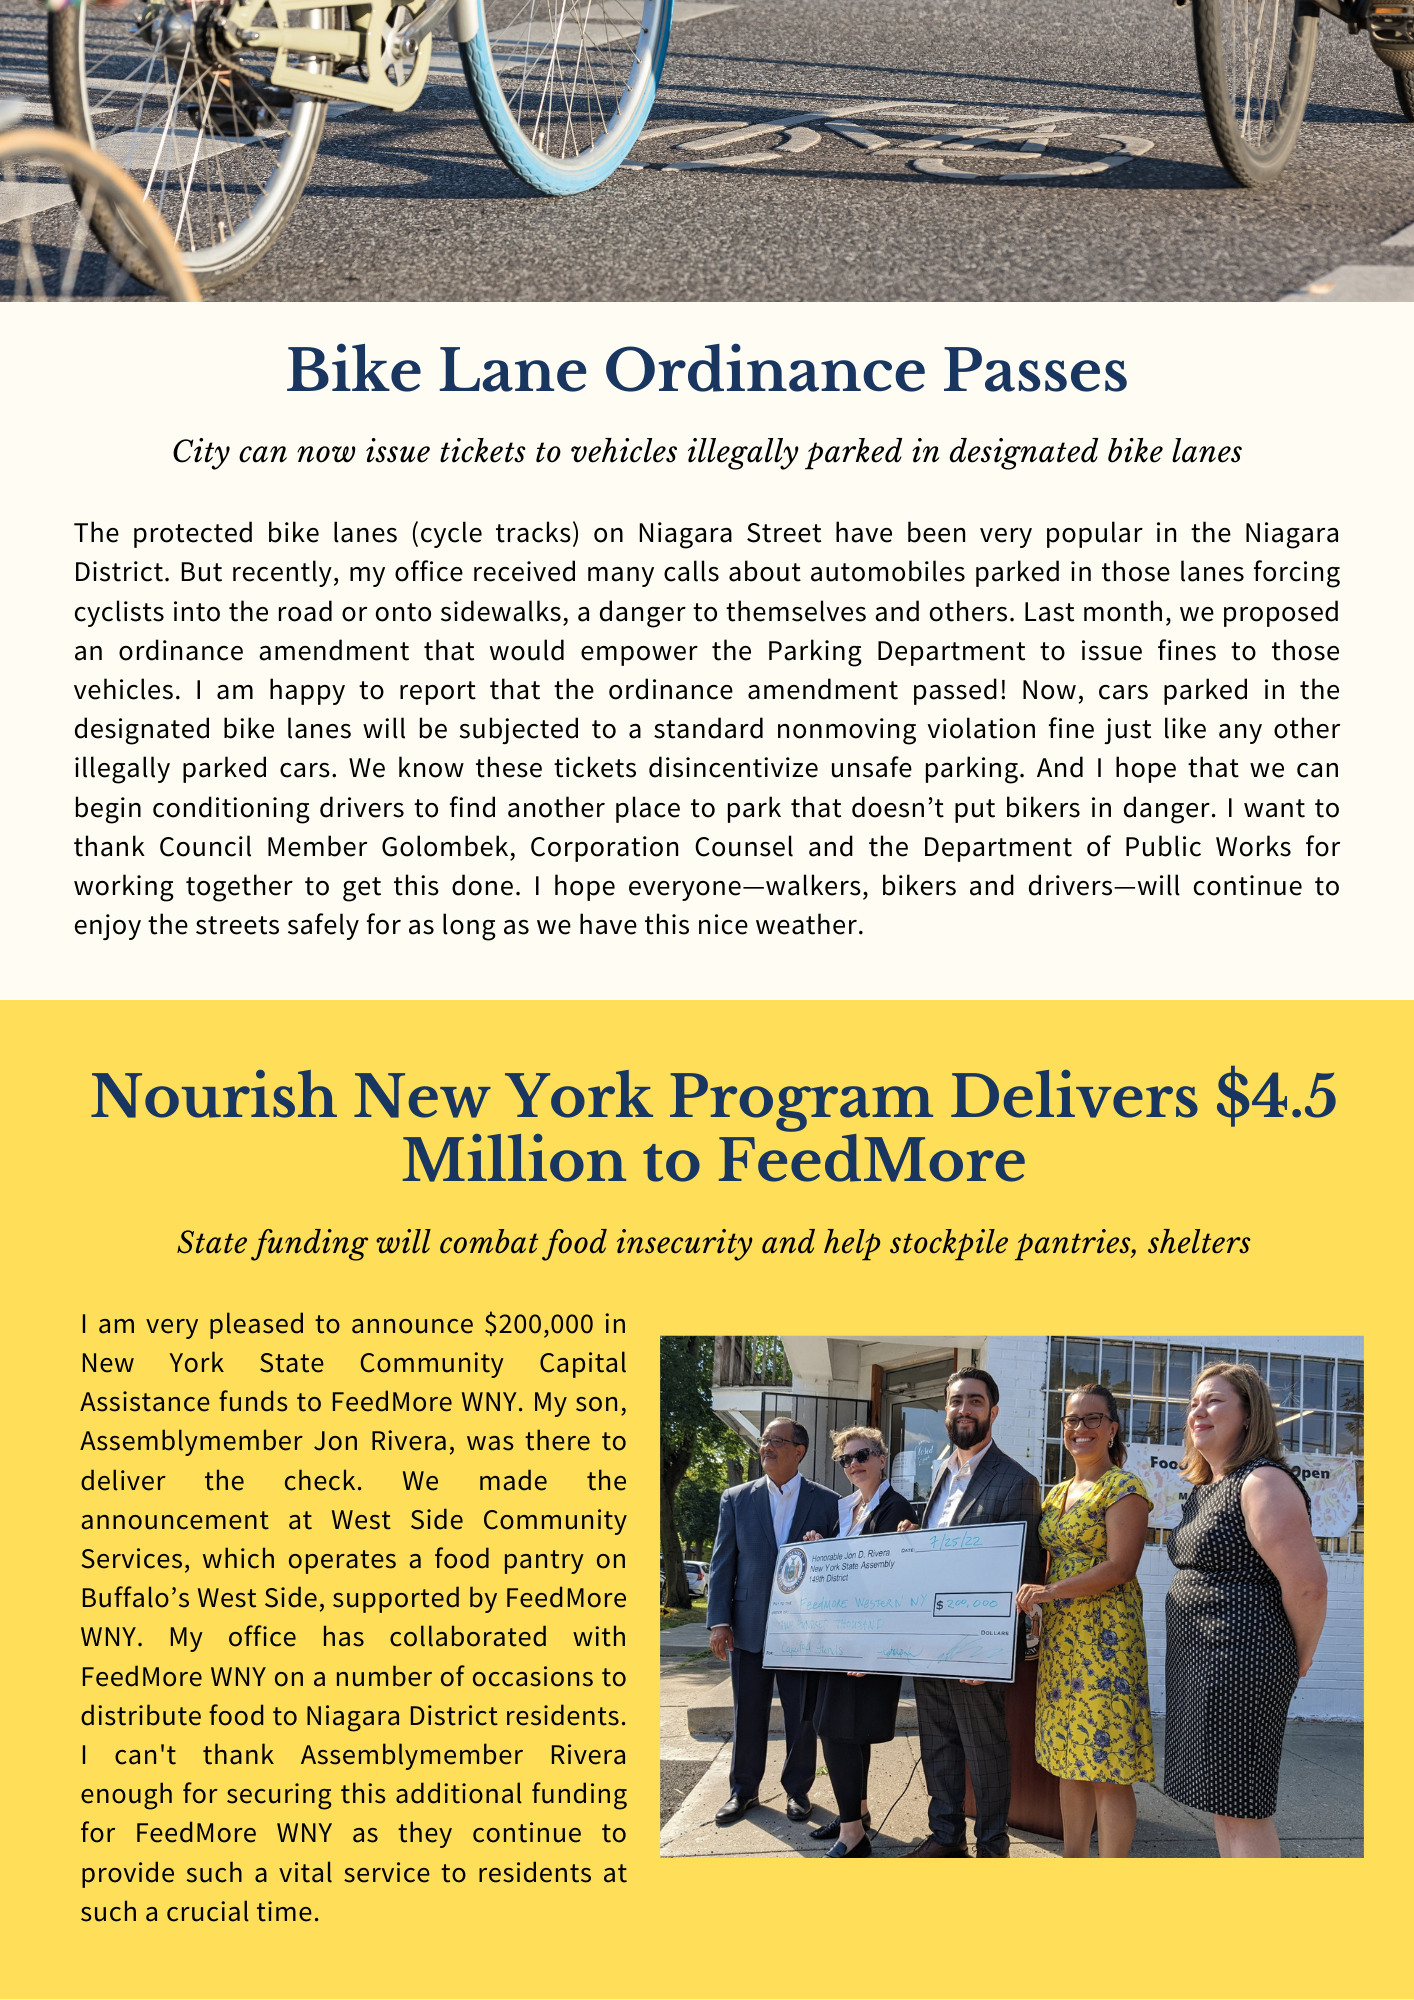 Bike Lane Ordinance Passes
City can now issue tickets to vehicles illegally parked in designated bike lanes
The protected bike lanes (cycle tracks) on Niagara Street have been very popular in the Niagara
District. But recently, my office received many calls about automobiles parked in those lanes forcing
cyclists into the road or onto sidewalks, a danger to themselves and others. Last month, we proposed
an ordinance amendment that would empower the Parking Department to issue fines to those
vehicles. I am happy to report that the ordinance amendment passed! Now, cars parked in the
designated bike lanes will be subjected to a standard nonmoving violation fine just like any other
illegally parked cars. We know these tickets disincentivize unsafe parking. And I hope that we can
begin conditioning drivers to find another place to park that doesn’t put bikers in danger. I want to
thank Council Member Golombek, Corporation Counsel and the Department of Public Works for
working together to get this done. I hope everyone—walkers, bikers and drivers—will continue to
enjoy the streets safely for as long as we have this nice weather.
Nourish New York Program Delivers $4.5
Million to FeedMore
State funding will combat food insecurity and help stockpile pantries, shelters
I am very pleased to announce $200,000 in
New York State Community Capital
Assistance funds to FeedMore WNY. My son,
Assemblymember Jon Rivera, was there to
deliver the check. We made the
announcement at West Side Community
Services, which operates a food pantry on
Buffalo’s West Side, supported by FeedMore
WNY. My office has collaborated with
FeedMore WNY on a number of occasions to
distribute food to Niagara District residents.
I can't thank Assemblymember Rivera
enough for securing this additional funding
for FeedMore WNY as they continue to
provide such a vital service to residents at
such a crucial time.
Honorable Jon D. Rivera
New York State Assembly
149th District
DATE: 7/25/22
FEEDMORE WESTERN NY $ 200,000
DOLLARS
Capital Funds
Open